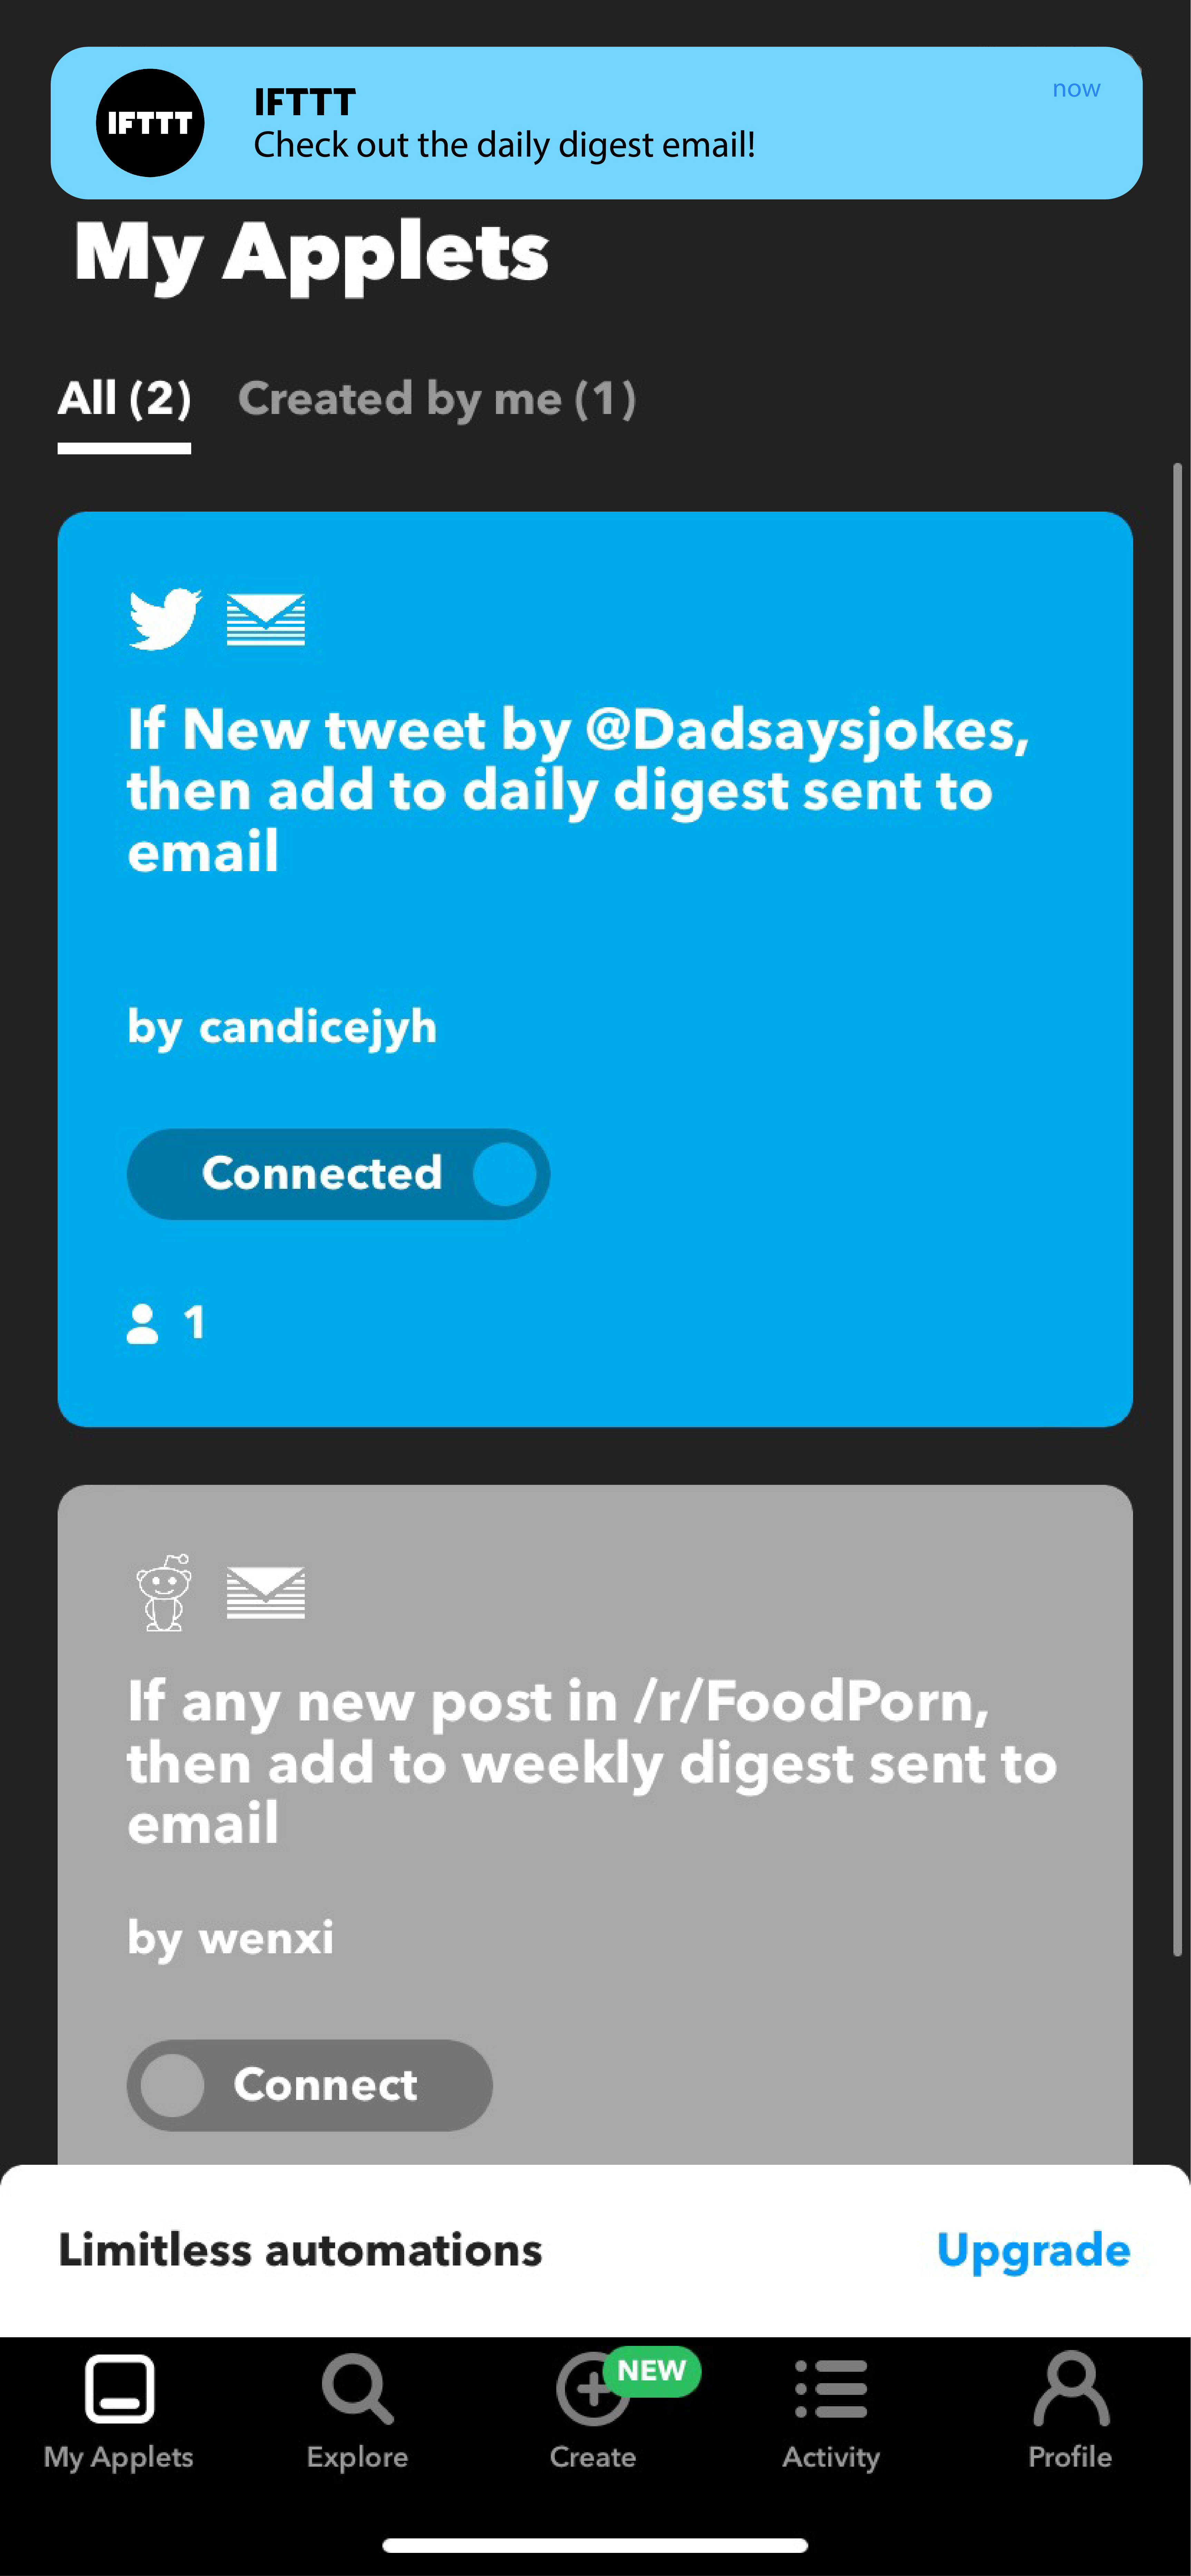 IFTTT
IFTTT
now
Check out the daily digest email!
My Applets
All (2)
Created by me (1)
If New tweet by @Dadsaysjokes,
then add to daily digest sent to
email
by candicejyh
Connected
1
If any new post in /r/FoodPorn,
then add to weekly digest sent to
email
by wenxi
Connect
Limitless automations
Upgrade
NEW
My Applets
Explore
Create
Activity
Profile